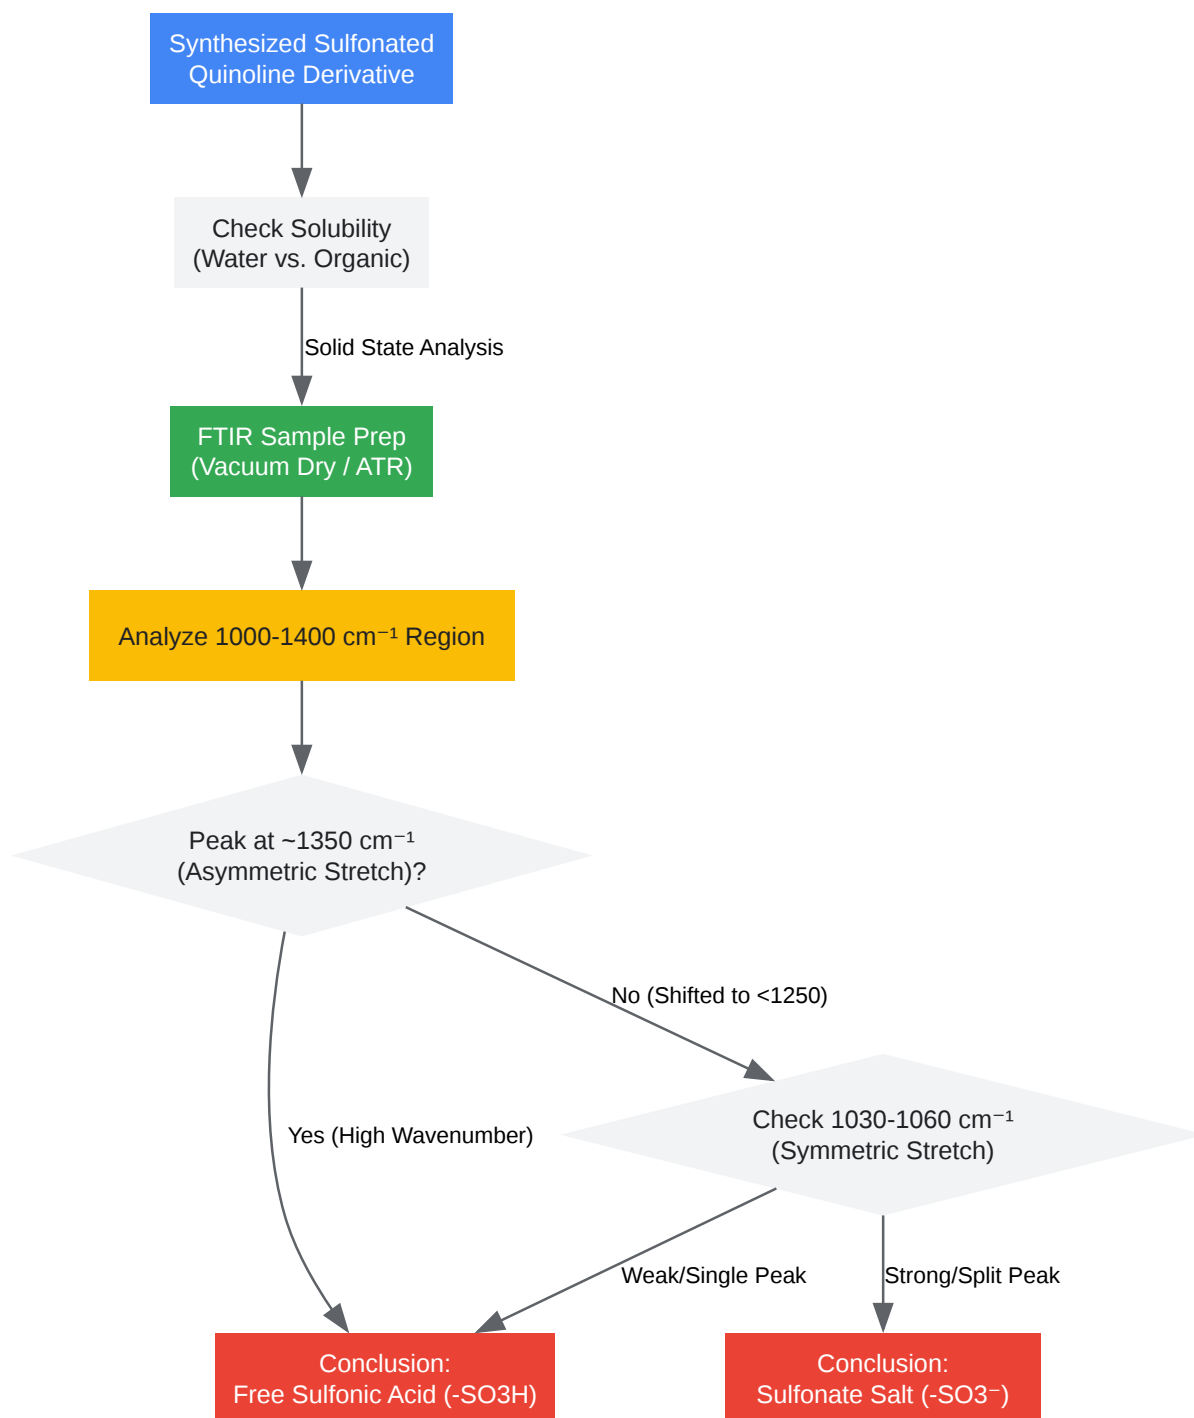 Synthesized Sulfonated
Quinoline Derivative
Check Solubility
(Water vs. Organic)
Solid State Analysis
FTIR Sample Prep
(Vacuum Dry / ATR)
Analyze 1000-1400 cm⁻¹ Region
Peak at ~1350 cm⁻¹
(Asymmetric Stretch)?
No (Shifted to <1250)
Yes (High Wavenumber)
Check 1030-1060 cm⁻¹
(Symmetric Stretch)
Weak/Single Peak
Strong/Split Peak
Conclusion:
Free Sulfonic Acid (-SO3H)
Conclusion:
Sulfonate Salt (-SO3⁻)